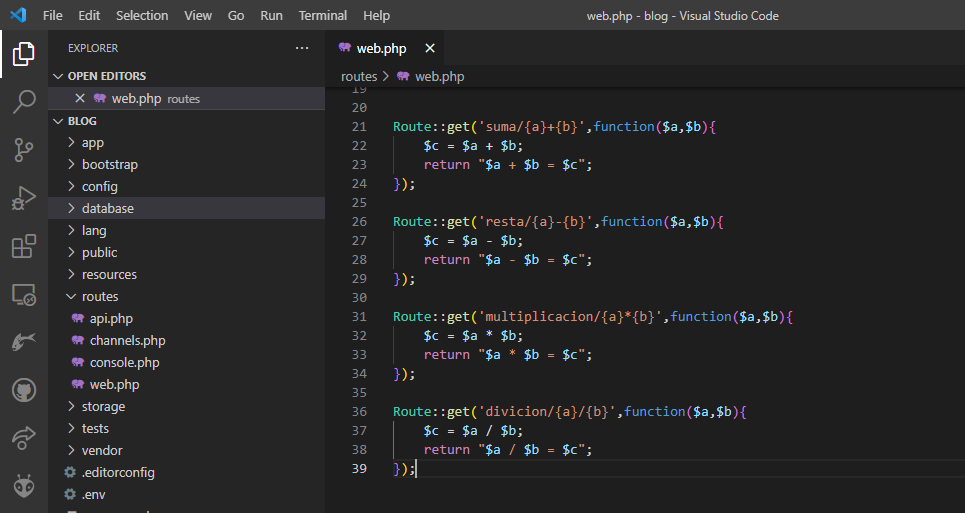 File Edit Selection View Go Run Terminal Help web.php - blog - Visual Studio Code
EXPLORER ...
OPEN EDITORS
web.php routes
BLOG
app
bootstrap
config
database
lang
public
resources
routes
api.php
channels.php
console.php
web.php
storage
tests
vendor
.editorconfig
.env
web.php
routes > web.php
19
20
21 Route::get('suma/{a}+{b}',function($a,$b){
22 $c = $a + $b;
23 return "$a + $b = $c";
24 });
25
26 Route::get('resta/{a}-{b}',function($a,$b){
27 $c = $a - $b;
28 return "$a - $b = $c";
29 });
30
31 Route::get('multiplicacion/{a}*{b}',function($a,$b){
32 $c = $a * $b;
33 return "$a * $b = $c";
34 });
35
36 Route::get('divicion/{a}/{b}',function($a,$b){
37 $c = $a / $b;
38 return "$a / $b = $c";
39 });